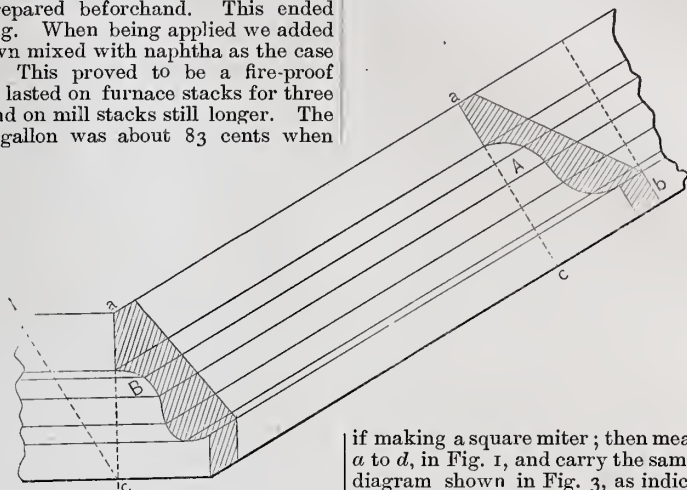 repared beforehand. This ended
g. When being applied we added
wn mixed with naphtha as the case
This proved to be a fire-proof
lasted on furnace stacks for three
nd on mill stacks still longer. The
gallon was about 83 cents when
a
A
b
c
a
B
c
if making a square miter ; then mea
a to d, in Fig. 1, and carry the sam
diagram shown in Fig. 3, as indic